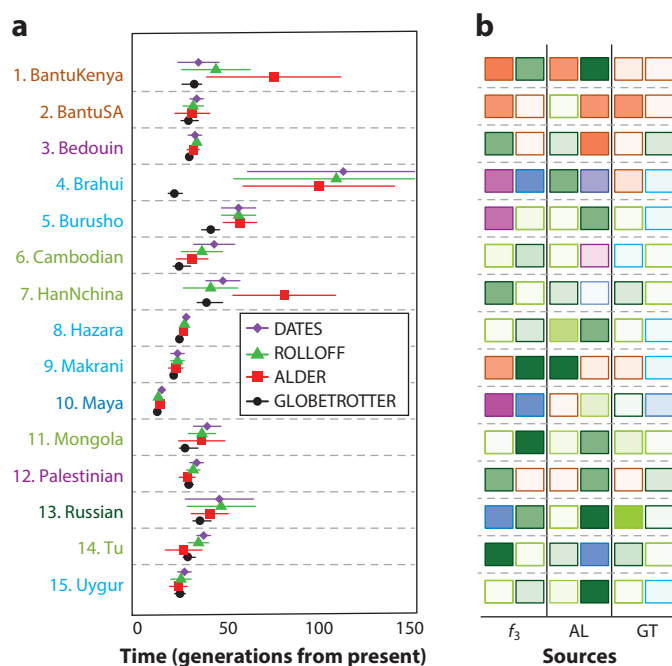 a
b
1. BantuKenya
2. BantuSA
3. Bedouin
4. Brahui
5. Burusho
6. Cambodian
7. HanNchina
8. Hazara
9. Makrani
10. Maya
11. Mongola
12. Palestinian
13. Russian
14. Tu
15. Uygur
DATES
ROLLOFF
ALDER
GLOBETROTTER
0 50 100 150
Time (generations from present)
f3 AL GT
Sources